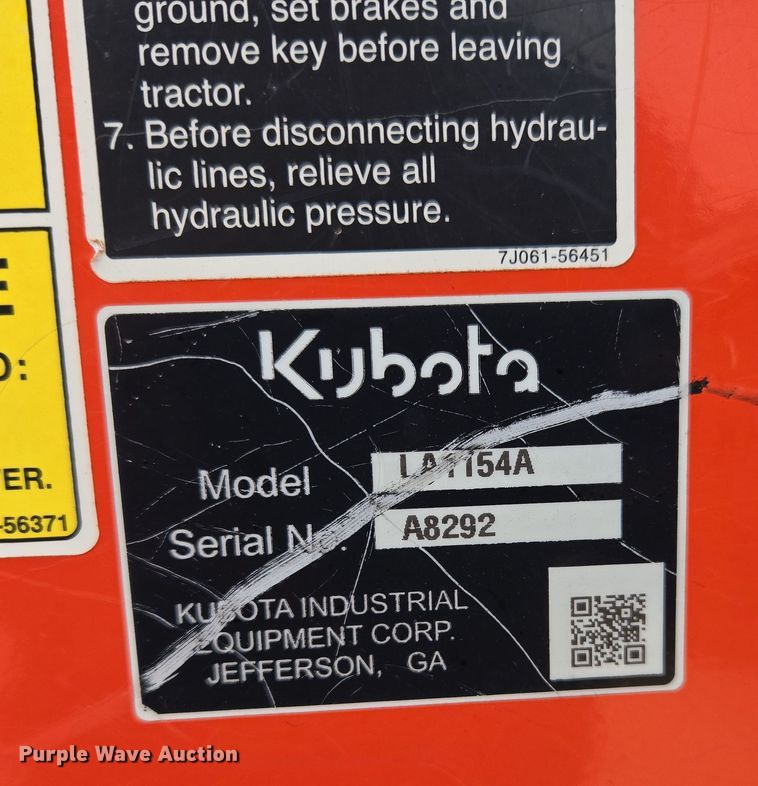 ground, set brakes and
remove key before leaving
tractor.
7. Before disconnecting hydrau-
lic lines, relieve all
hydraulic pressure.
7J061-56451
E
D:
ER.
-56371
Kubota
Model LA1154A
Serial No. A8292
KUBOTA INDUSTRIAL
EQUIPMENT CORP.
JEFFERSON, GA
Purple Wave Auction